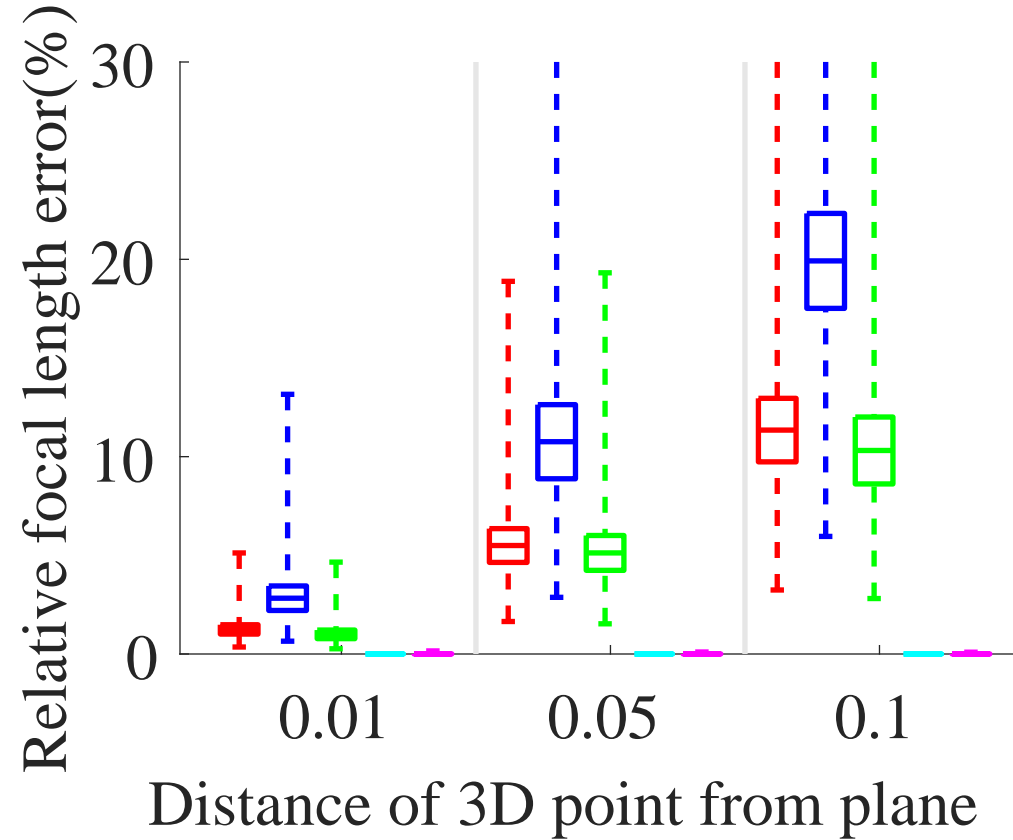 Relative focal length error(%)
30
20
10
0
0.01 0.05 0.1
Distance of 3D point from plane